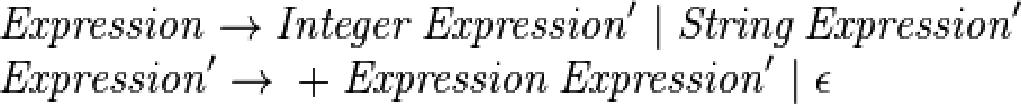 Expression → Integer Expression′ | String Expression′
Expression′ → + Expression Expression′ | ϵ